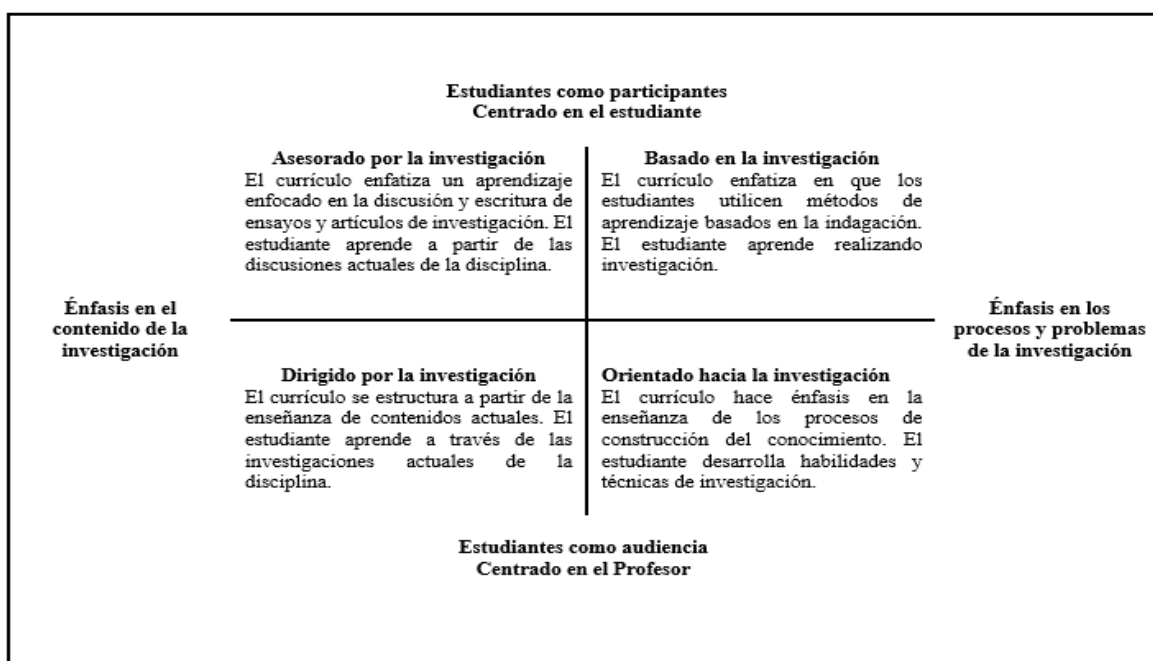 Estudiantes como participantes
Centrado en el estudiante
Asesorado por la investigación
El currículo enfatiza un aprendizaje
enfocado en la discusión y escritura de
ensayos y artículos de investigación. El
estudiante aprende a partir de las
discusiones actuales de la disciplina.
Basado en la investigación
El currículo enfatiza en que los
estudiantes utilicen métodos de
aprendizaje basados en la indagación.
El estudiante aprende realizando
investigación.
Énfasis en el
contenido de la
investigación
Énfasis en los
procesos y problemas
de la investigación
Dirigido por la investigación
El currículo se estructura a partir de la
enseñanza de contenidos actuales. El
estudiante aprende a través de las
investigaciones actuales de la
disciplina.
Orientado hacia la investigación
El currículo hace énfasis en la
enseñanza de los procesos de
construcción del conocimiento. El
estudiante desarrolla habilidades y
técnicas de investigación.
Estudiantes como audiencia
Centrado en el Profesor